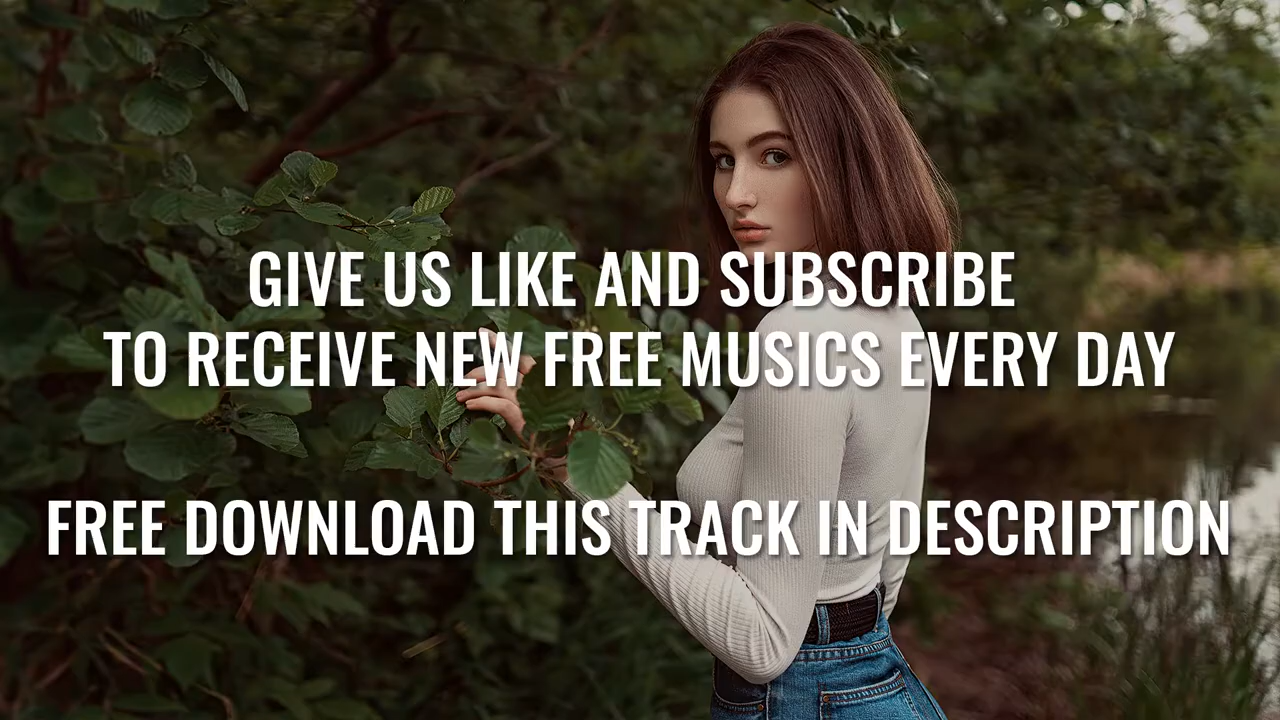 GIVE US LIKE AND SUBSCRIBE
TO RECEIVE NEW FREE MUSICS EVERY DAY
FREE DOWNLOAD THIS TRACK IN DESCRIPTION